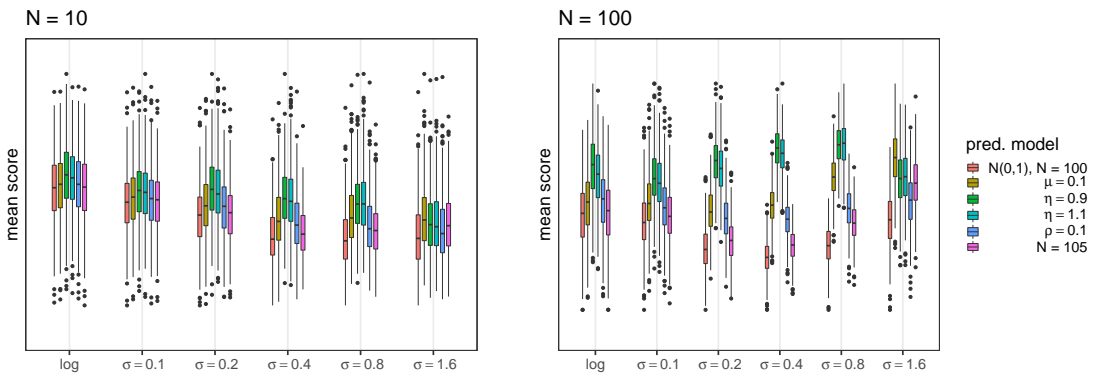 N = 10
N = 100
mean score
mean score
log
σ = 0.1
σ = 0.2
σ = 0.4
σ = 0.8
σ = 1.6
log
σ = 0.1
σ = 0.2
σ = 0.4
σ = 0.8
σ = 1.6
pred. model
N(0,1), N = 100
μ = 0.1
η = 0.9
η = 1.1
ρ = 0.1
N = 105